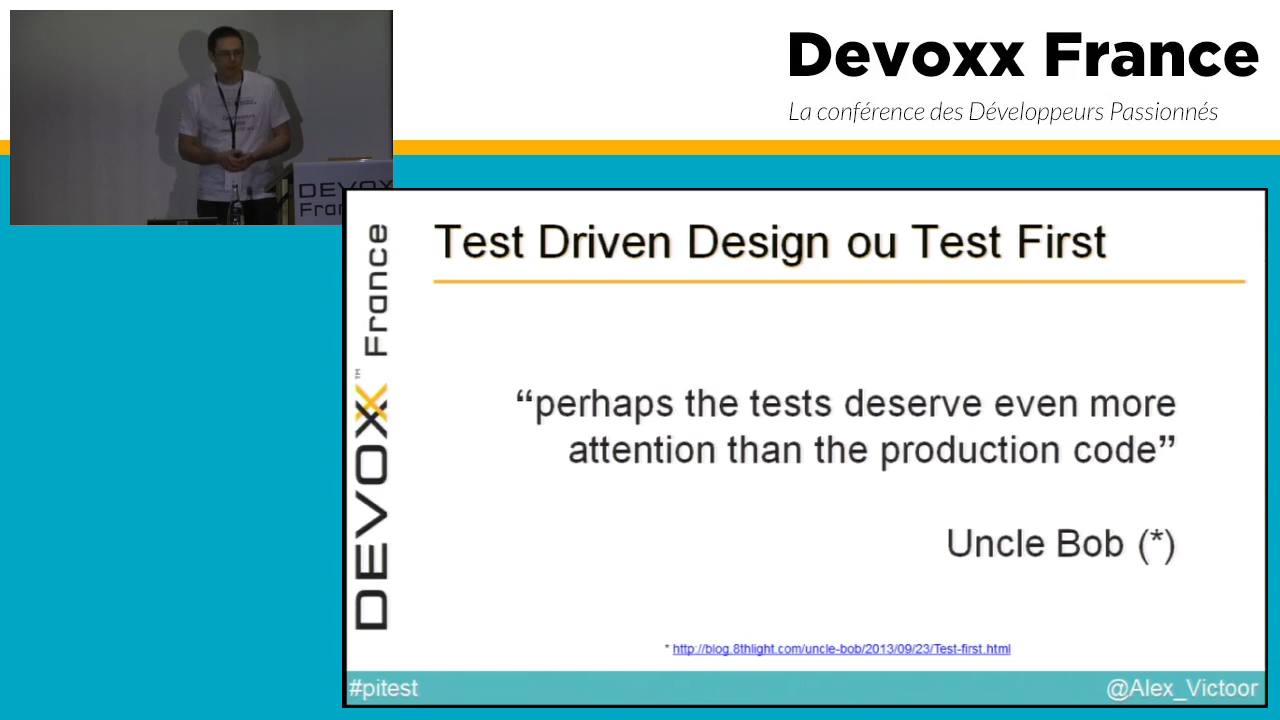 Devoxx France
La conférence des Développeurs Passionnés
DEVOXX
Fran
Test Driven Design ou Test First
DEVOXX™ France
“perhaps the tests deserve even more
attention than the production code”
Uncle Bob (*)
* http://blog.8thlight.com/uncle-bob/2013/09/23/Test-first.html
#pitest
@Alex_Victoor